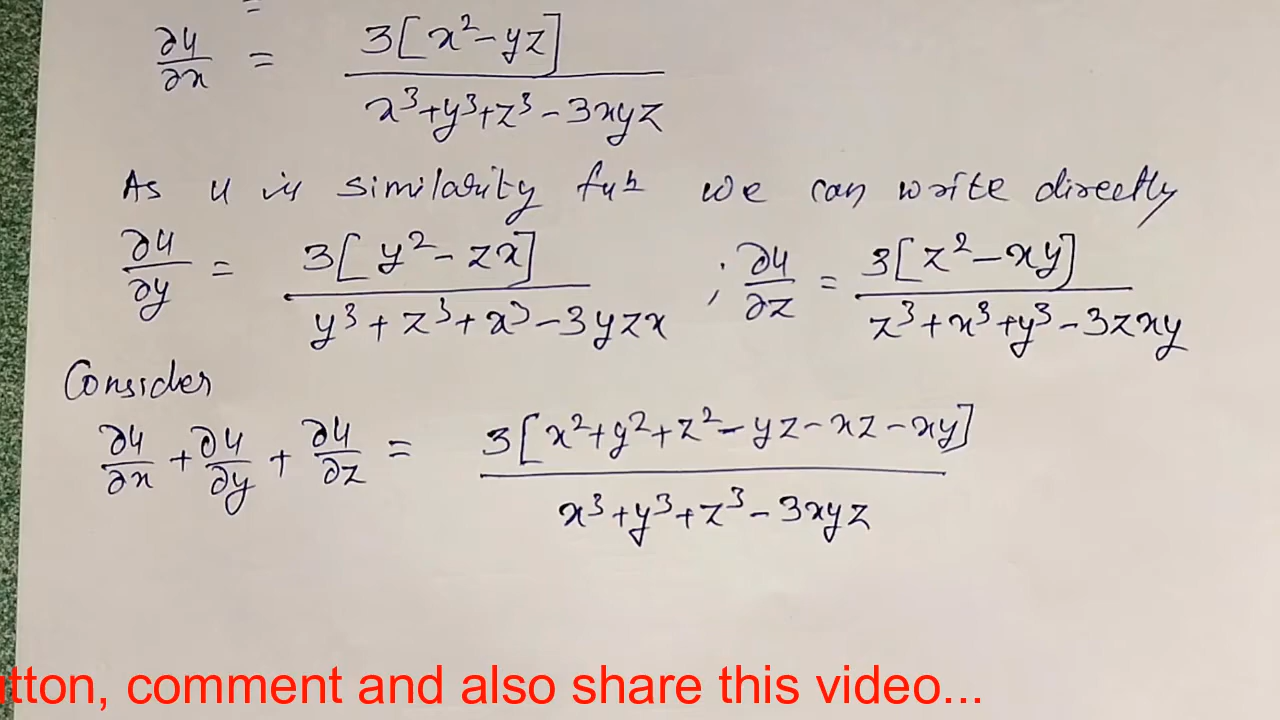 ∂u/∂x = 3[x²-yz] / x³+y³+z³-3xyz
As u is similarity fun we can write directly
∂u/∂y = 3[y²-zx] / y³+z³+x³-3yzx ; ∂u/∂z = 3[z²-xy] / z³+x³+y³-3zxy
Consider
∂u/∂x + ∂u/∂y + ∂u/∂z = 3[x²+y²+z²-yz-xz-xy] / x³+y³+z³-3xyz
utton, comment and also share this video...